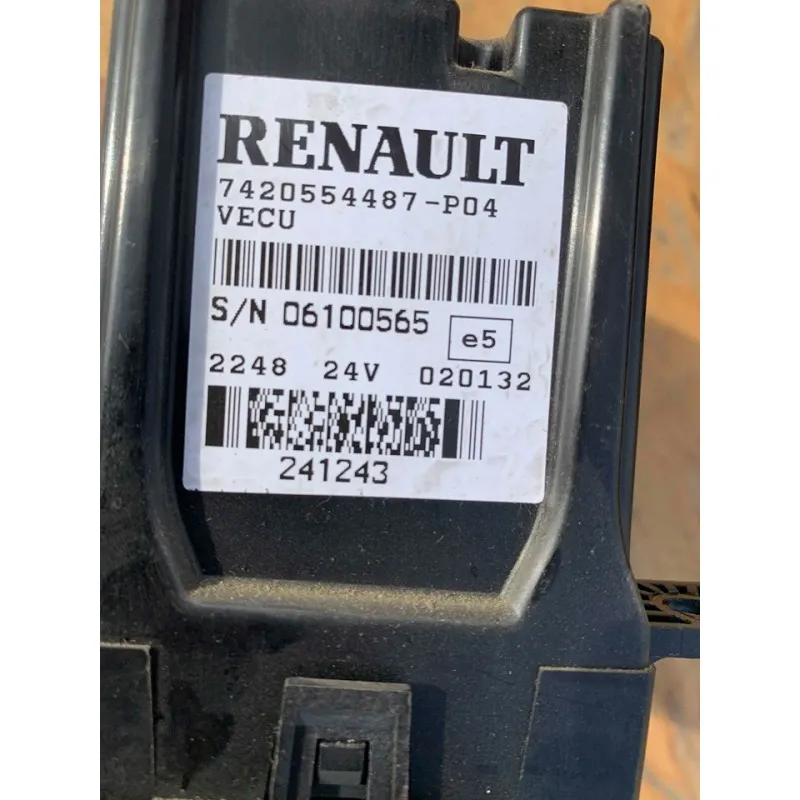 RENAULT
7420554487-P04
VECU
S/N 06100565
e5
2248 24V 020132
241243